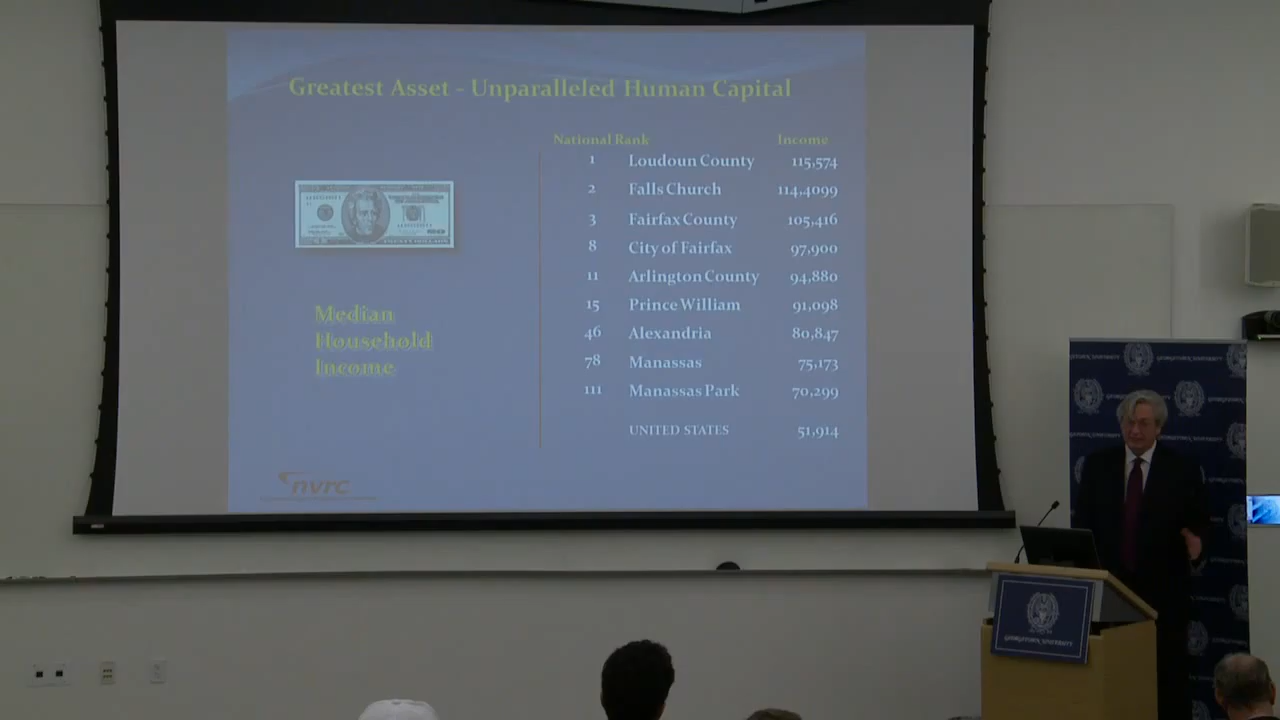 Greatest Asset - Unparalleled Human Capital
National Rank Income
1 Loudoun County 115,574
2 Falls Church 114,4099
3 Fairfax County 105,416
8 City of Fairfax 97,900
11 Arlington County 94,880
15 Prince William 91,098
46 Alexandria 80,847
78 Manassas 75,173
111 Manassas Park 70,299
UNITED STATES 51,914
Median
Household
Income
nvrc
GEORGETOWN UNIVERSITY